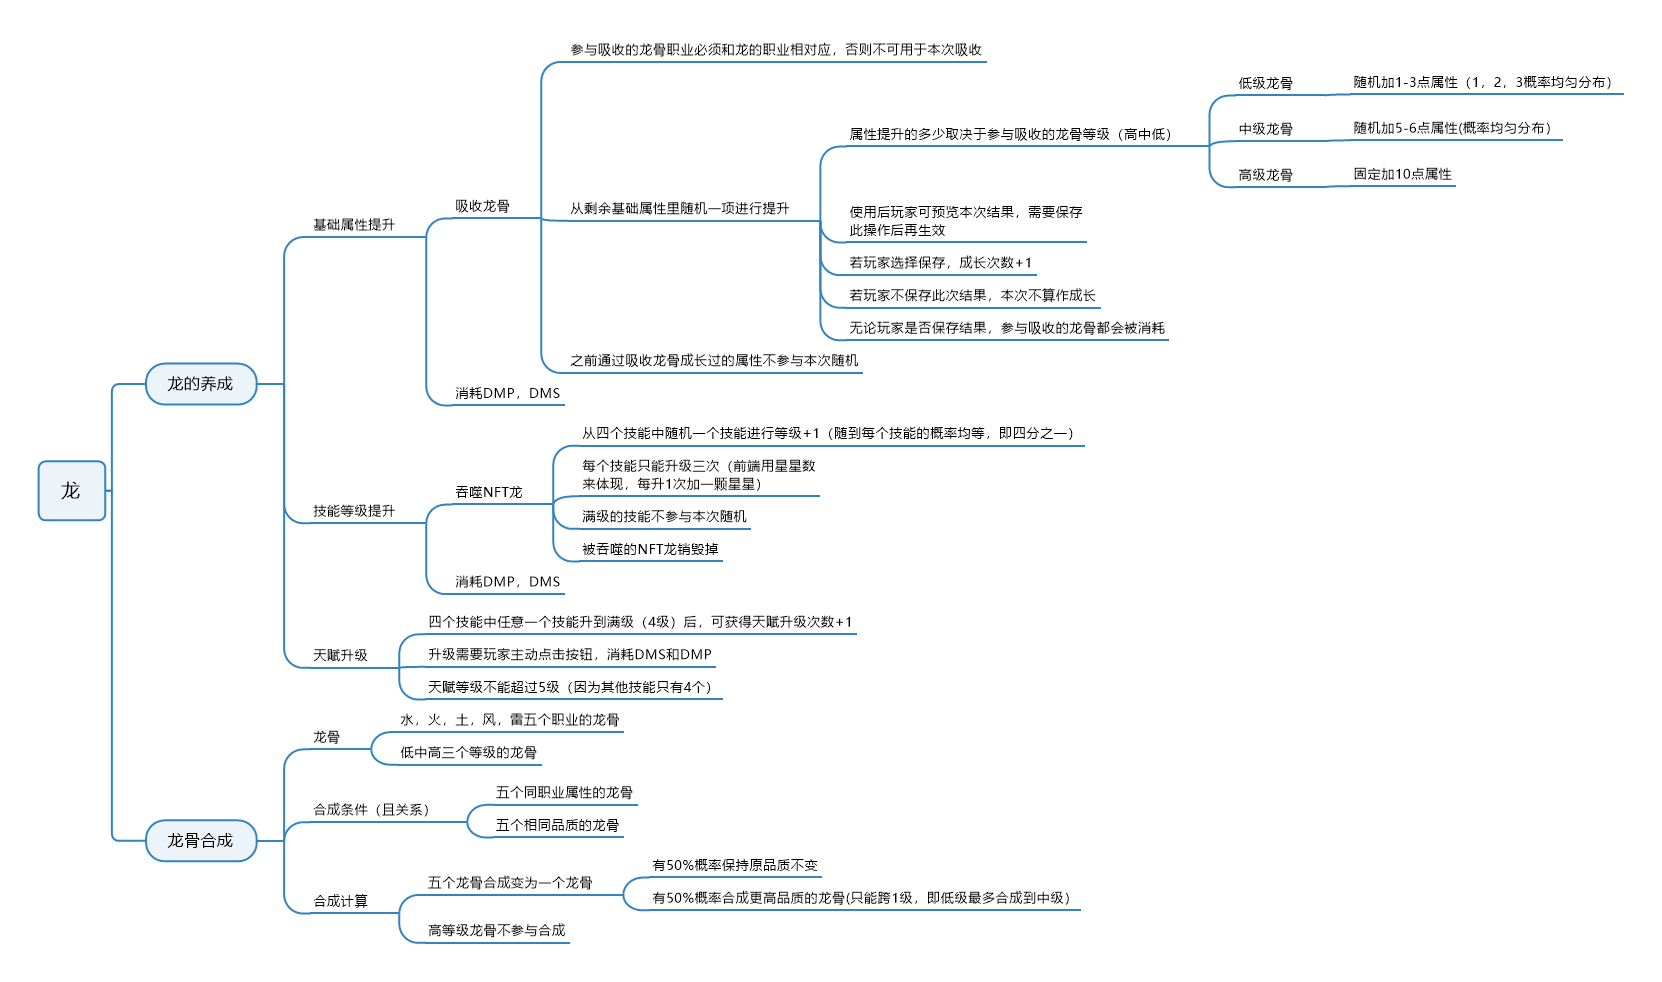 龙
龙的养成
基础属性提升
吸收龙骨
参与吸收的龙骨职业必须和龙的职业相对应，否则不可用于本次吸收
从剩余基础属性里随机一项进行提升
属性提升的多少取决于参与吸收的龙骨等级（高中低）
低级龙骨
随机加1-3点属性（1，2，3概率均匀分布）
中级龙骨
随机加5-6点属性(概率均匀分布）
高级龙骨
固定加10点属性
使用后玩家可预览本次结果，需要保存
此操作后再生效
若玩家选择保存，成长次数+1
若玩家不保存此次结果，本次不算作成长
无论玩家是否保存结果，参与吸收的龙骨都会被消耗
之前通过吸收龙骨成长过的属性不参与本次随机
消耗DMP，DMS
技能等级提升
吞噬NFT龙
从四个技能中随机一个技能进行等级+1（随到每个技能的概率均等，即四分之一）
每个技能只能升级三次（前端用星星数
来体现，每升1次加一颗星星）
满级的技能不参与本次随机
被吞噬的NFT龙销毁掉
消耗DMP，DMS
天赋升级
四个技能中任意一个技能升到满级（4级）后，可获得天赋升级次数+1
升级需要玩家主动点击按钮，消耗DMS和DMP
天赋等级不能超过5级（因为其他技能只有4个）
龙骨合成
龙骨
水，火，土，风，雷五个职业的龙骨
低中高三个等级的龙骨
合成条件（且关系）
五个同职业属性的龙骨
五个相同品质的龙骨
合成计算
五个龙骨合成变为一个龙骨
有50%概率保持原品质不变
有50%概率合成更高品质的龙骨(只能跨1级，即低级最多合成到中级）
高等级龙骨不参与合成